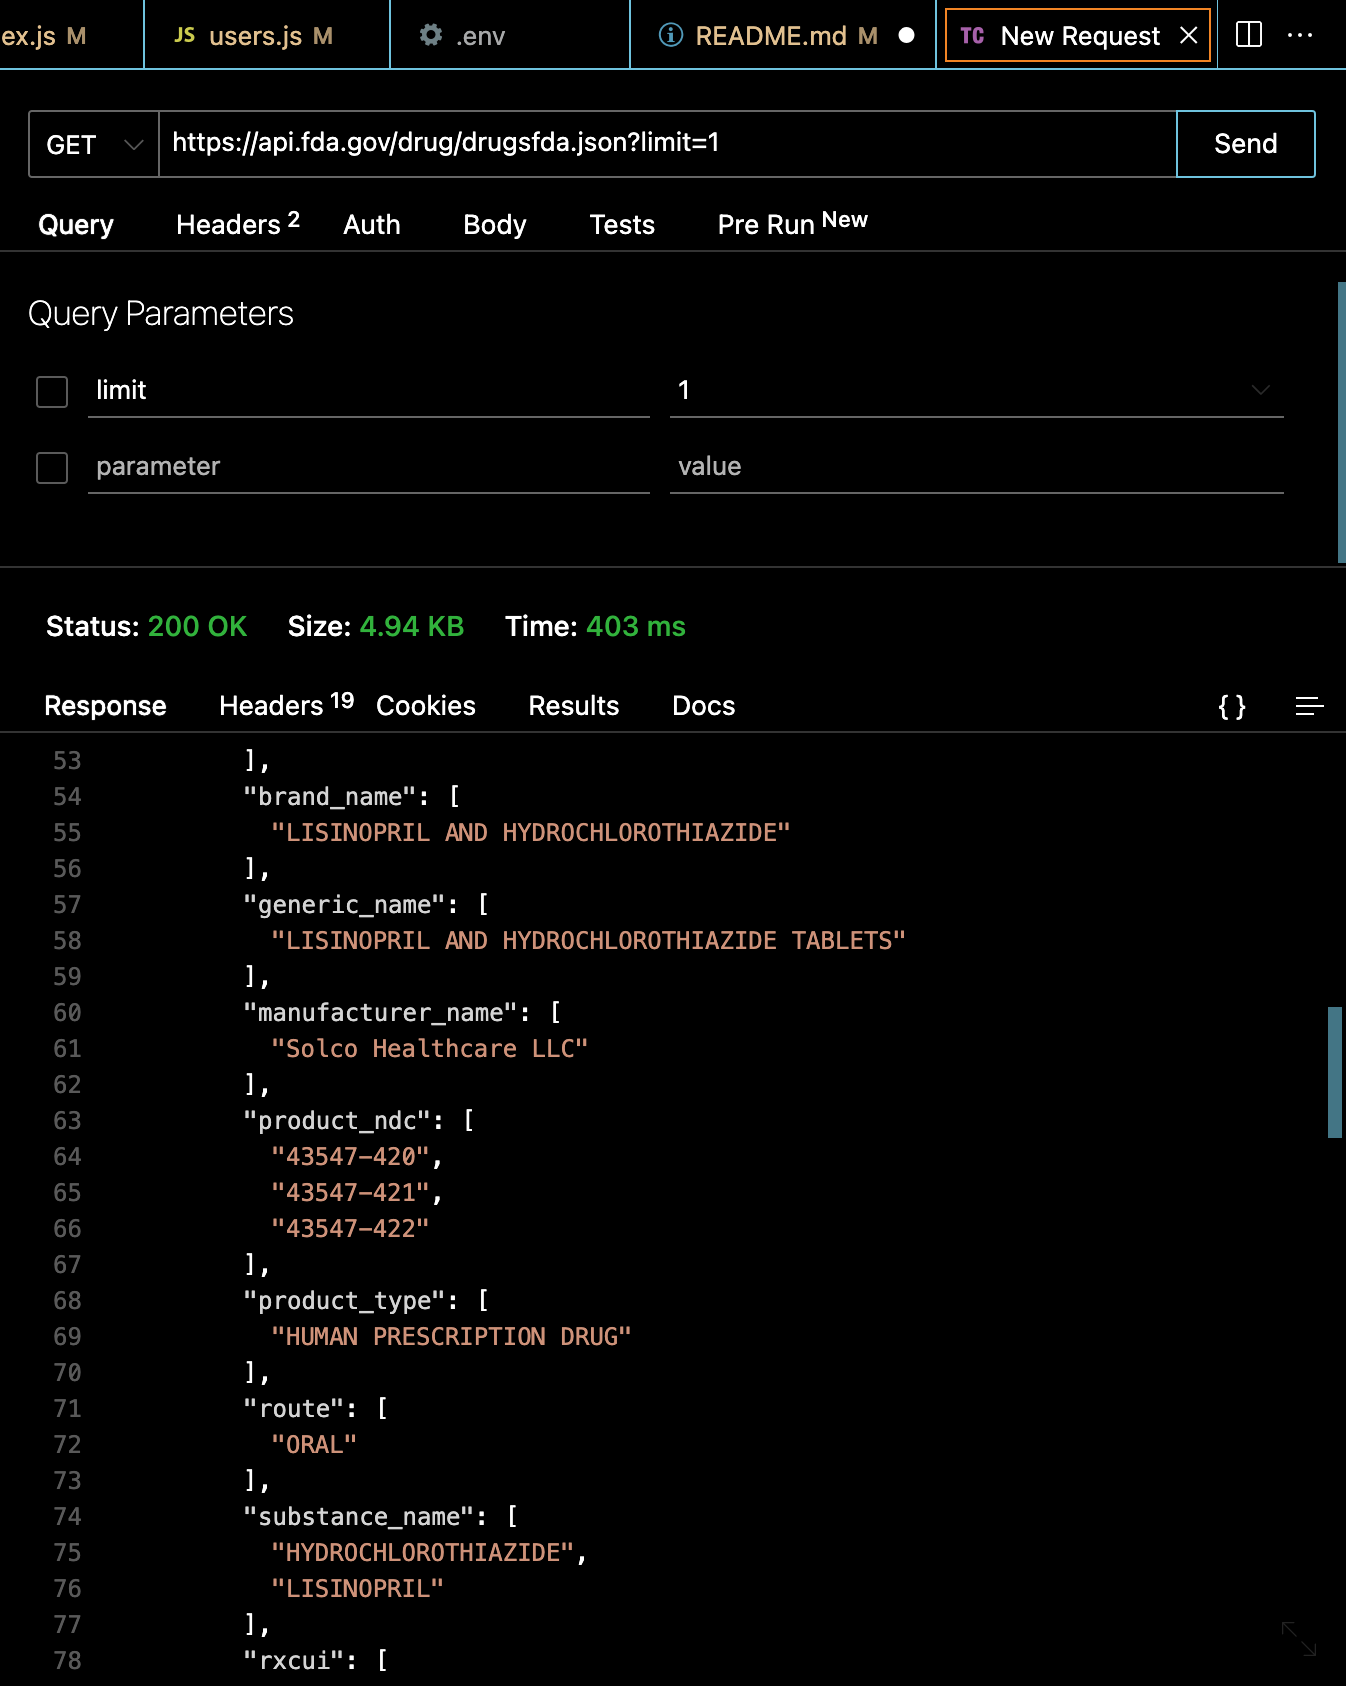 ex.js M JS users.js M .env README.md M TC New Request
GET https://api.fda.gov/drug/drugsfda.json?limit=1 Send
Query Headers 2 Auth Body Tests Pre Run New
Query Parameters
limit 1
parameter value
Status: 200 OK Size: 4.94 KB Time: 403 ms
Response Headers 19 Cookies Results Docs { }
53 ],
54 "brand_name": [
55 "LISINOPRIL AND HYDROCHLOROTHIAZIDE"
56 ],
57 "generic_name": [
58 "LISINOPRIL AND HYDROCHLOROTHIAZIDE TABLETS"
59 ],
60 "manufacturer_name": [
61 "Solco Healthcare LLC"
62 ],
63 "product_ndc": [
64 "43547-420",
65 "43547-421",
66 "43547-422"
67 ],
68 "product_type": [
69 "HUMAN PRESCRIPTION DRUG"
70 ],
71 "route": [
72 "ORAL"
73 ],
74 "substance_name": [
75 "HYDROCHLOROTHIAZIDE",
76 "LISINOPRIL"
77 ],
78 "rxcui": [